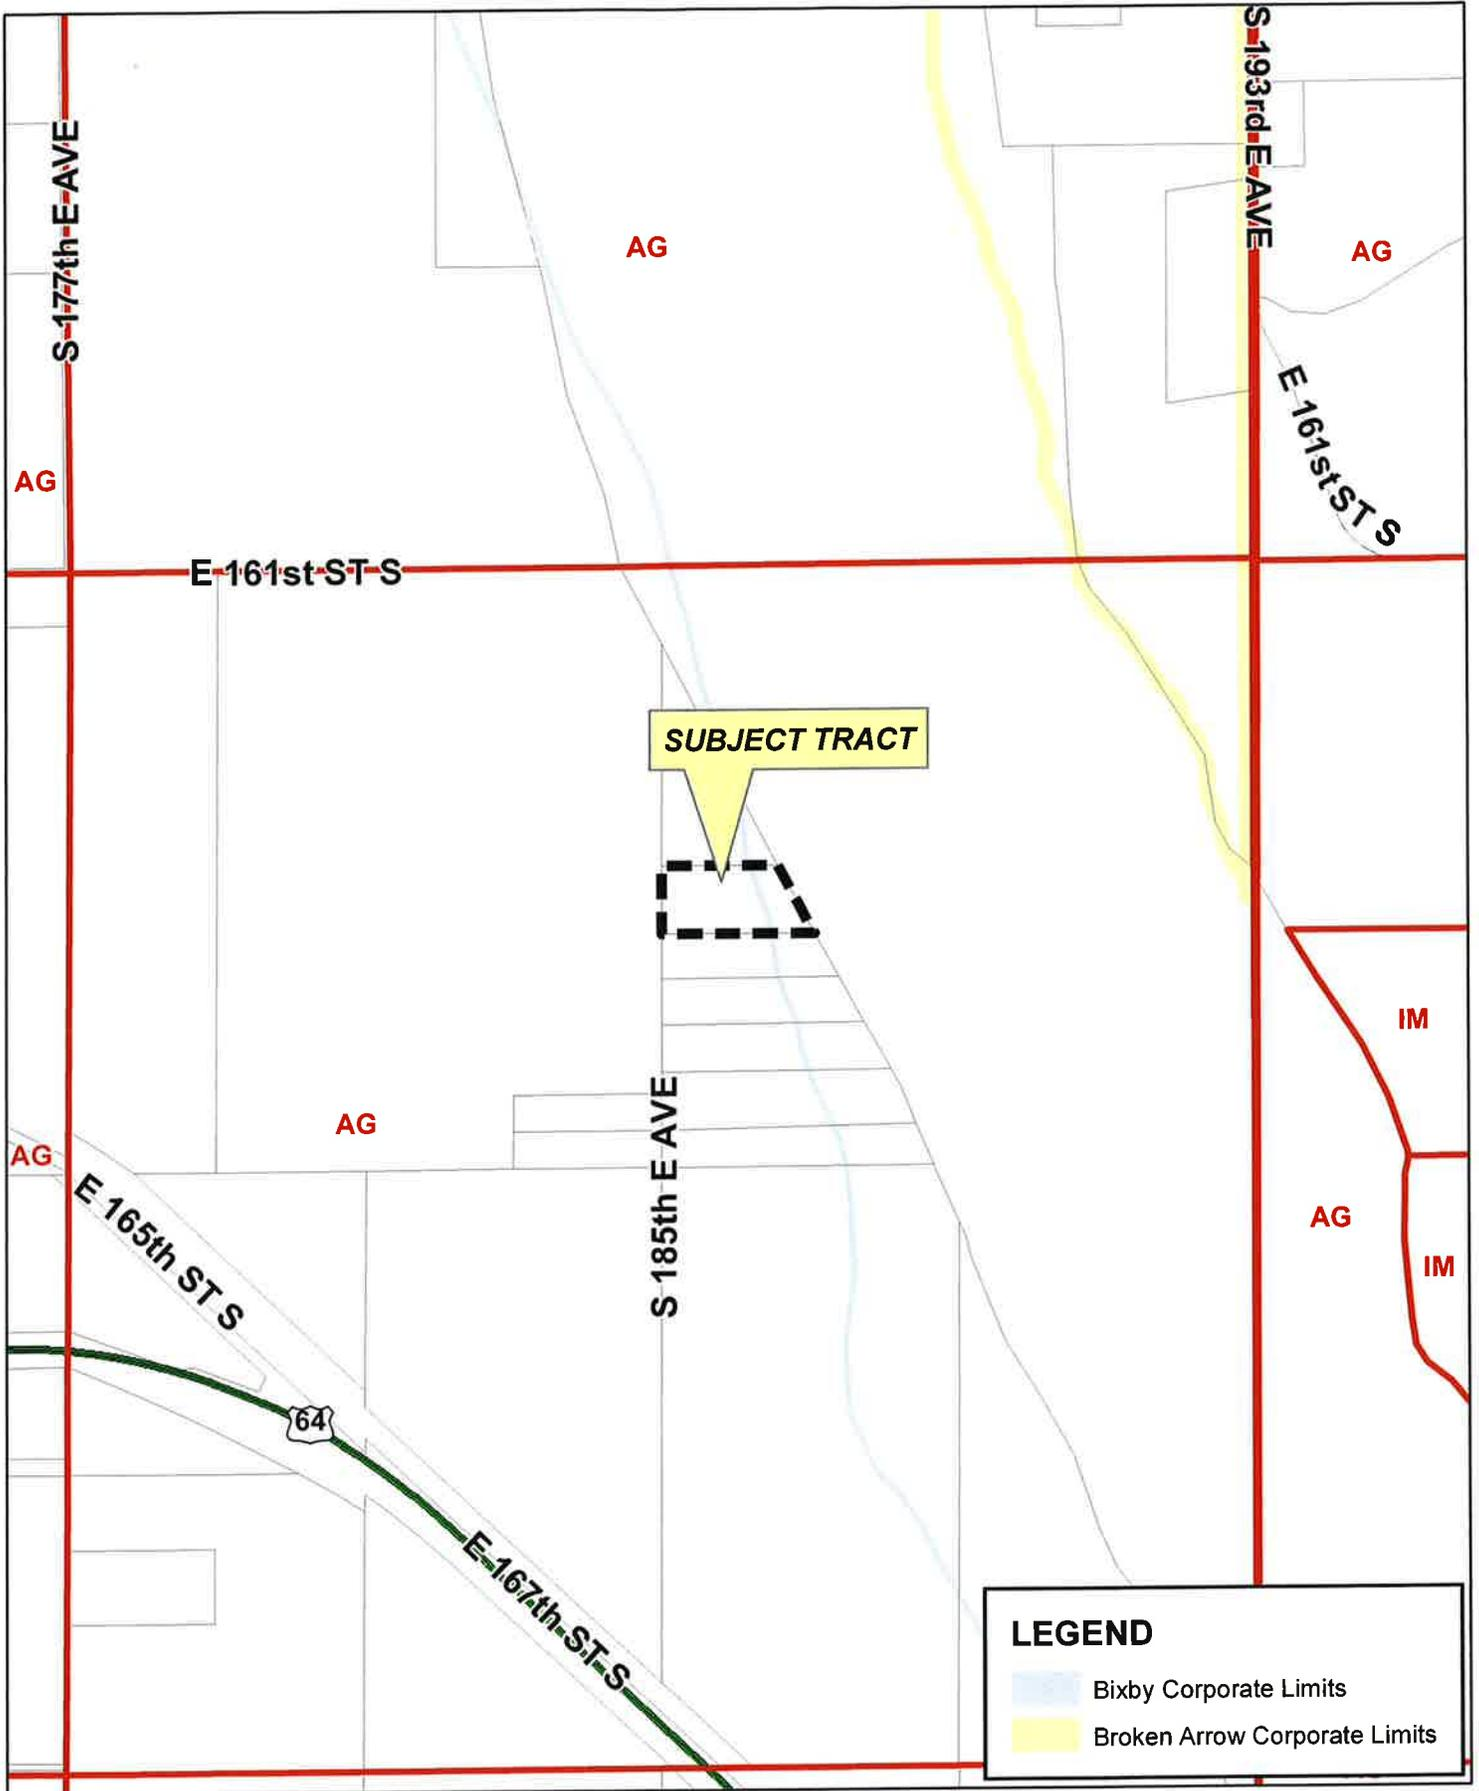 S 193rd E AVE
S 177th E AVE
AG
AG
E 161st ST S
AG
E 161st ST S
SUBJECT TRACT
IM
S 185th E AVE
AG
AG
E 165th ST S
AG
IM
64
E 167th ST S
LEGEND
Bixby Corporate Limits
Broken Arrow Corporate Limits